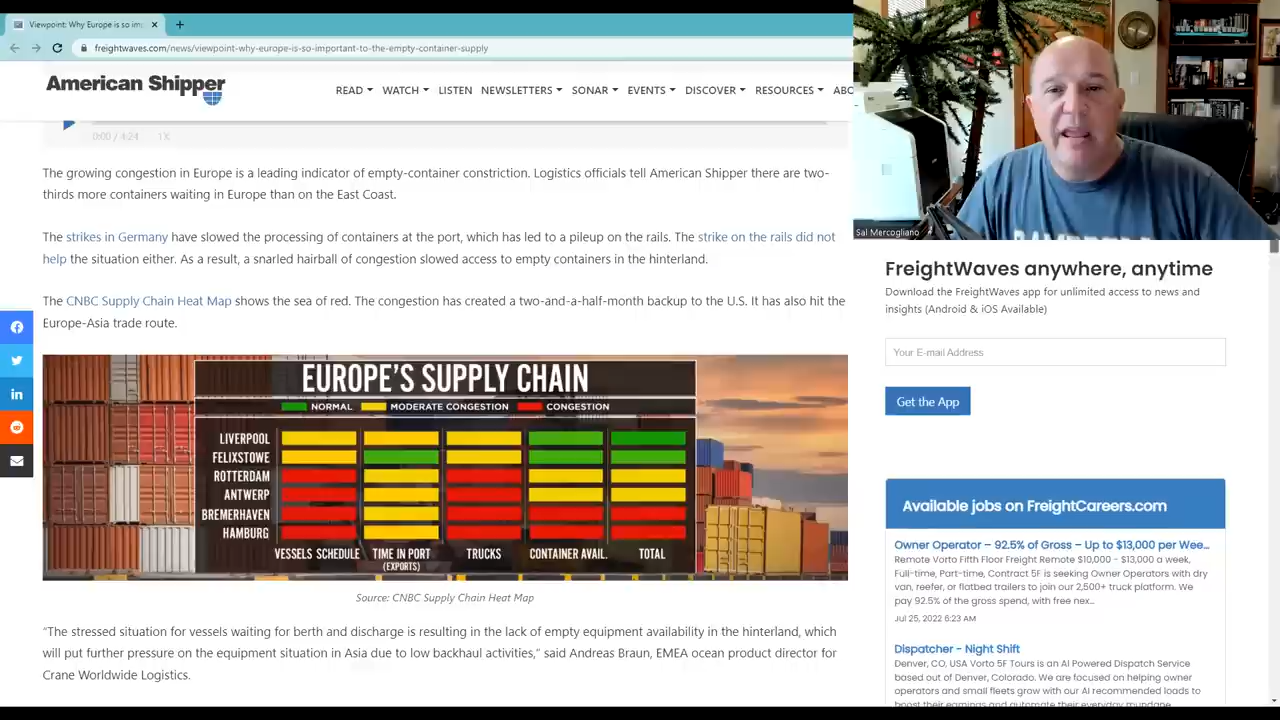 Viewpoint: Why Europe is so im
freightwaves.com/news/viewpoint-why-europe-is-so-important-to-the-empty-container-supply
American Shipper
READ WATCH LISTEN NEWSLETTERS SONAR EVENTS DISCOVER RESOURCES ABO
0:00 / 4:24 1X
The growing congestion in Europe is a leading indicator of empty-container constriction. Logistics officials tell American Shipper there are two-
thirds more containers waiting in Europe than on the East Coast.
The strikes in Germany have slowed the processing of containers at the port, which has led to a pileup on the rails. The strike on the rails did not
help the situation either. As a result, a snarled hairball of congestion slowed access to empty containers in the hinterland.
The CNBC Supply Chain Heat Map shows the sea of red. The congestion has created a two-and-a-half-month backup to the U.S. It has also hit the
Europe-Asia trade route.
EUROPE'S SUPPLY CHAIN
NORMAL MODERATE CONGESTION CONGESTION
LIVERPOOL
FELIXSTOWE
ROTTERDAM
ANTWERP
BREMERHAVEN
HAMBURG
VESSELS SCHEDULE TIME IN PORT TRUCKS CONTAINER AVAIL. TOTAL
(EXPORTS)
Source: CNBC Supply Chain Heat Map
“The stressed situation for vessels waiting for berth and discharge is resulting in the lack of empty equipment availability in the hinterland, which
will put further pressure on the equipment situation in Asia due to low backhaul activities,” said Andreas Braun, EMEA ocean product director for
Crane Worldwide Logistics.
Sal Mercogliano
FreightWaves anywhere, anytime
Download the FreightWaves app for unlimited access to news and
insights (Android & iOS Available)
Your E-mail Address
Get the App
Available jobs on FreightCareers.com
Owner Operator – 92.5% of Gross – Up to $13,000 per Wee...
Remote Vorto Fifth Floor Freight Remote $10,000 - $13,000 a week,
Full-time, Part-time, Contract 5F is seeking Owner Operators with dry
van, reefer, or flatbed trailers to join our 2,500+ truck platform. We
pay 92.5% of the gross spend, with free nex...
Jul 25, 2022 6:23 AM
Dispatcher - Night Shift
Denver, CO, USA Vorto 5F Tours is an AI Powered Dispatch Service
based out of Denver, Colorado. We are focused on helping owner
operators and small fleets grow with our AI recommended loads to
boost their earnings and automate their everyday mundane